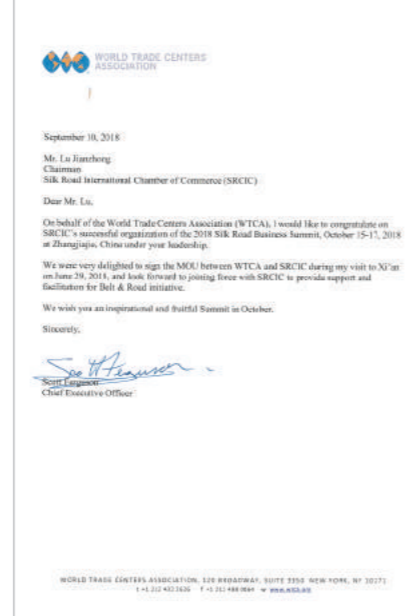 WORLD TRADE CENTERS
ASSOCIATION
September 10, 2018
Mr. Lu Jianzhong
Chairman
Silk Road International Chamber of Commerce (SRCIC)
Dear Mr. Lu,
On behalf of the World Trade Centers Association (WTCA), I would like to congratulate on
SRCIC's successful organization of the 2018 Silk Road Business Summit, October 15-17, 2018
at Zhangjiajie, China under your leadership.
We were very delighted to sign the MOU between WTCA and SRCIC during my visit to Xi'an
on June 29, 2018, and look forward to joining force with SRCIC to provide support and
facilitation for Belt & Road initiative.
We wish you an inspirational and fruitful Summit in October.
Sincerely,
Scott Ferguson
Scott Ferguson
Chief Executive Officer
WORLD TRADE CENTERS ASSOCIATION, 120 BROADWAY, SUITE 3350 NEW YORK, NY 10271
www.wtca.org